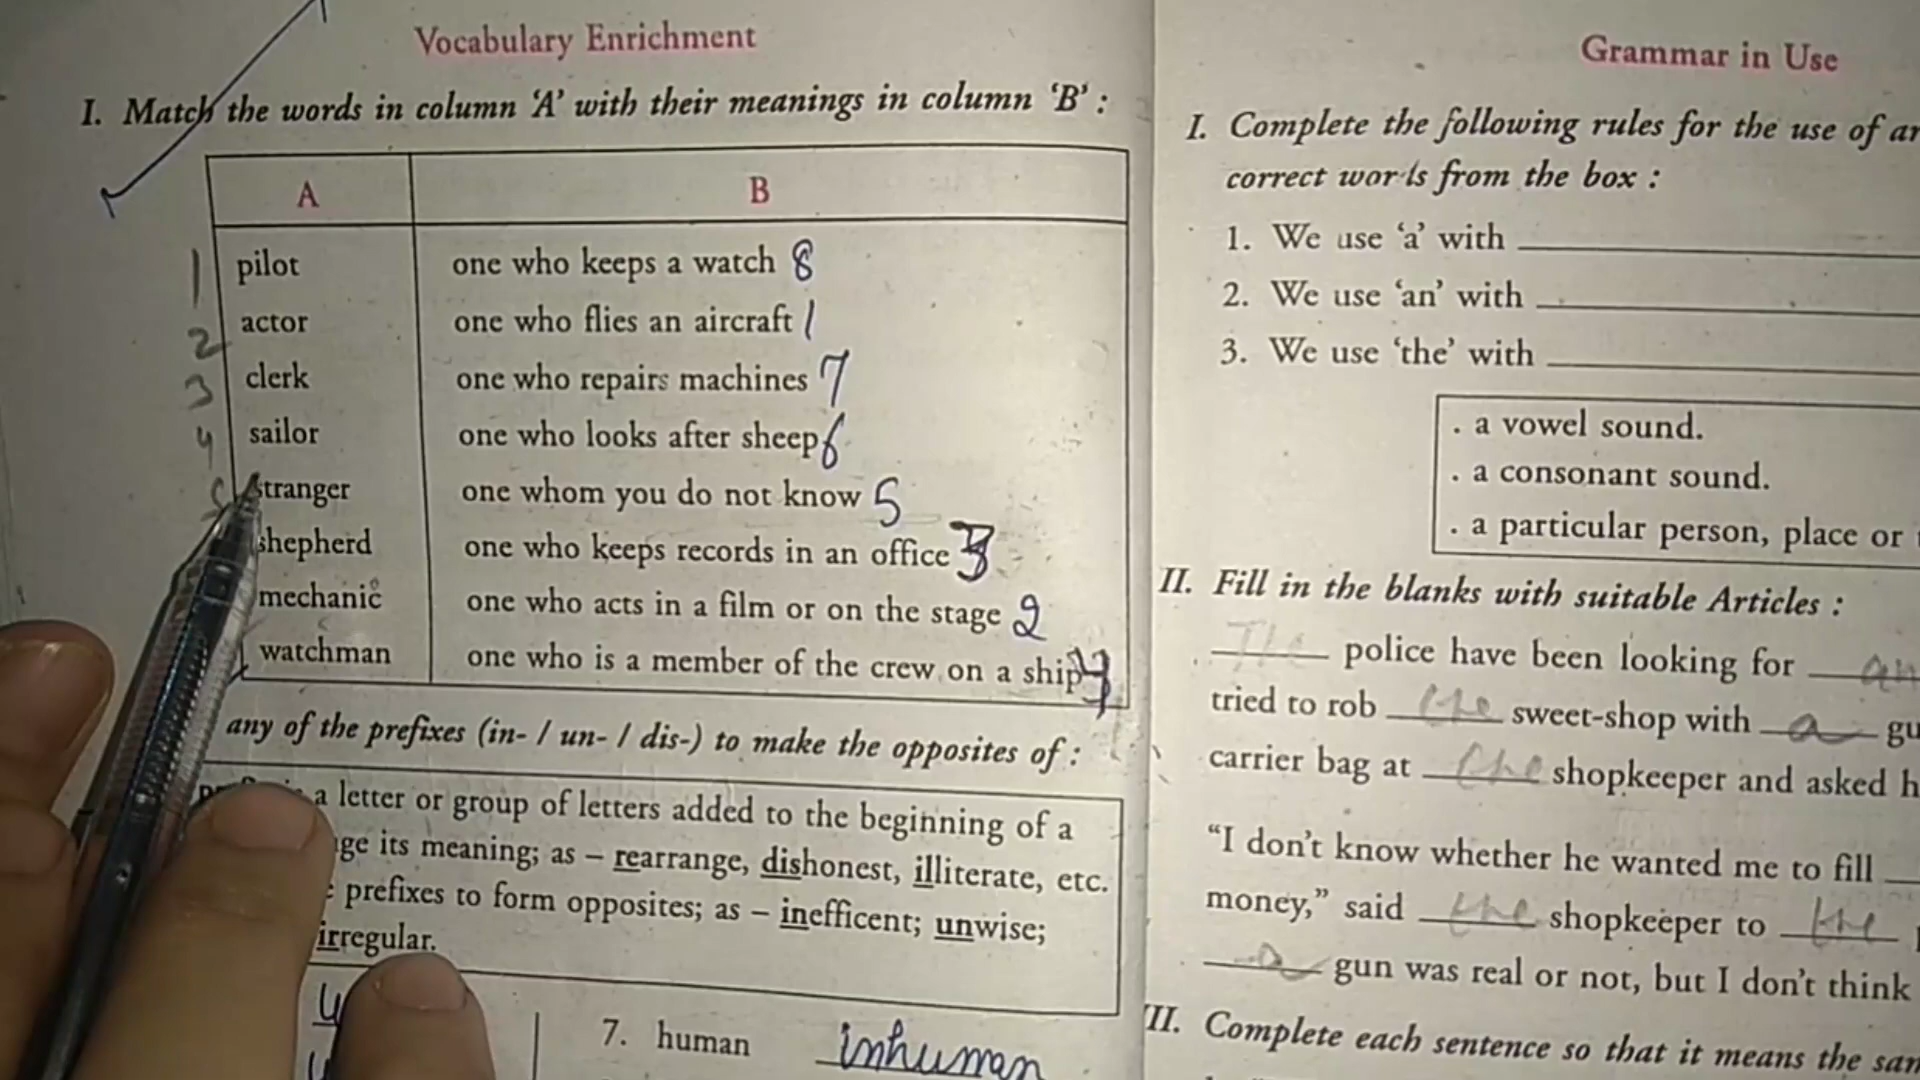 Vocabulary Enrichment
I. Match the words in column 'A' with their meanings in column 'B' :
A B
1 pilot one who keeps a watch 8
2 actor one who flies an aircraft 1
3 clerk one who repairs machines 7
4 sailor one who looks after sheep 6
5 stranger one whom you do not know 5
shepherd one who keeps records in an office 3
mechanic one who acts in a film or on the stage 2
watchman one who is a member of the crew on a ship 4
any of the prefixes (in- / un- / dis-) to make the opposites of :
a letter or group of letters added to the beginning of a
its meaning; as – rearrange, dishonest, illiterate, etc.
prefixes to form opposites; as – inefficent; unwise;
irregular.
7. human inhuman
Grammar in Use
I. Complete the following rules for the use of
correct words from the box :
1. We use 'a' with
2. We use 'an' with
3. We use 'the' with
. a vowel sound.
. a consonant sound.
. a particular person, place or
II. Fill in the blanks with suitable Articles :
The police have been looking for an
tried to rob the sweet-shop with a
carrier bag at the shopkeeper and asked
"I don't know whether he wanted me to fill
money," said the shopkeeper to the
a gun was real or not, but I don't think
II. Complete each sentence so that it means the